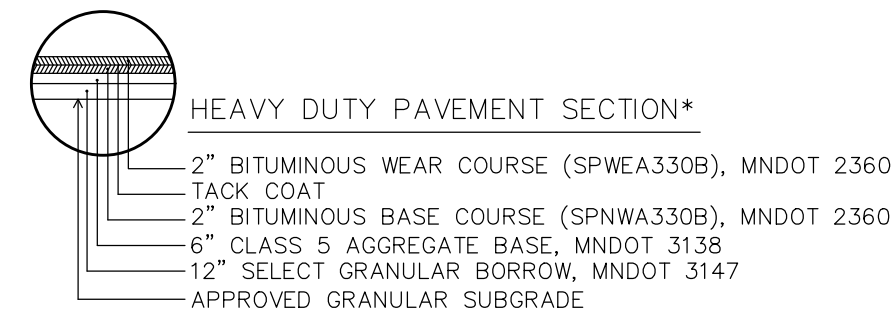 HEAVY DUTY PAVEMENT SECTION*
2" BITUMINOUS WEAR COURSE (SPWEA330B), MNDOT 2360
TACK COAT
2" BITUMINOUS BASE COURSE (SPNWA330B), MNDOT 2360
6" CLASS 5 AGGREGATE BASE, MNDOT 3138
12" SELECT GRANULAR BORROW, MNDOT 3147
APPROVED GRANULAR SUBGRADE